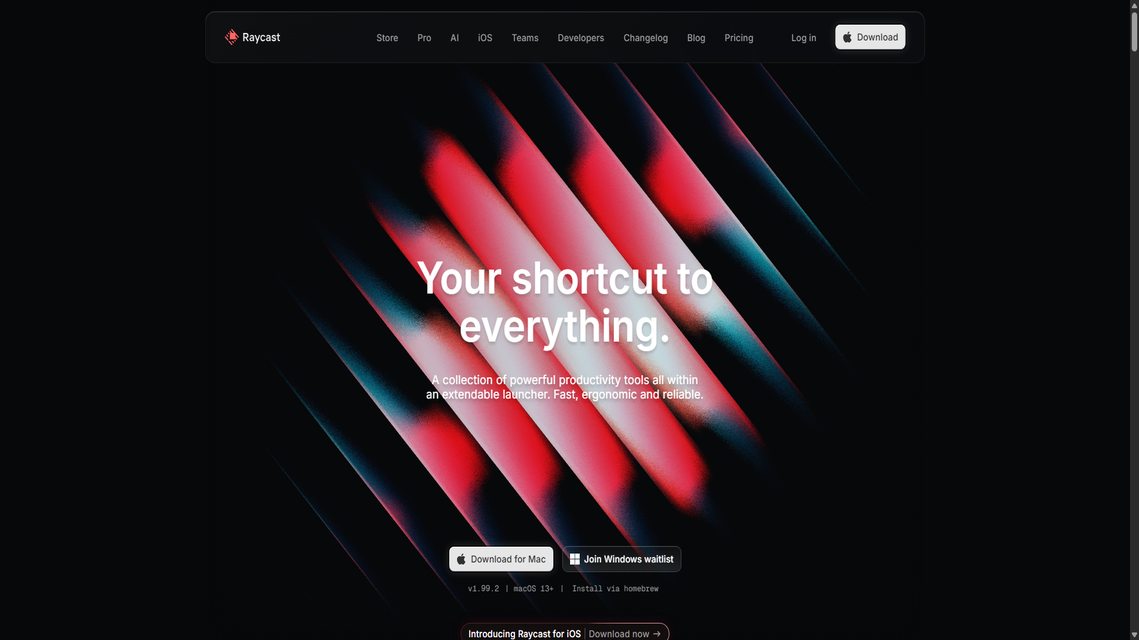 Raycast
Store
Pro
AI
iOS
Teams
Developers
Changelog
Blog
Pricing
Log in
Download
Your shortcut to
everything.
A collection of powerful productivity tools all within
an extendable launcher. Fast, ergonomic and reliable.
Download for Mac
Join Windows waitlist
v1.99.2 | macOS 13+ | Install via homebrew
Introducing Raycast for iOS | Download now →